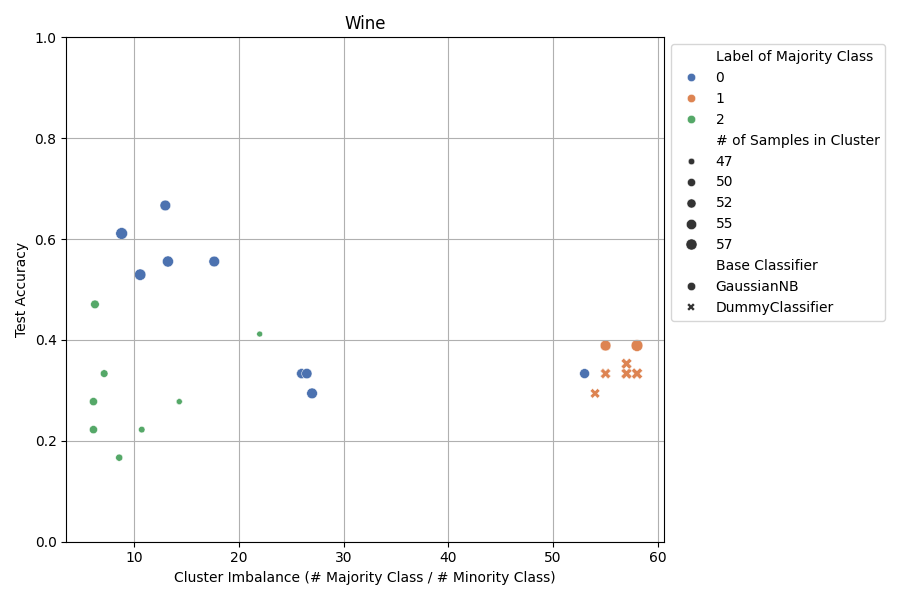 Wine
1.0
0.8
0.6
0.4
0.2
0.0
Test Accuracy
10
20
30
40
50
60
Cluster Imbalance (# Majority Class / # Minority Class)
Label of Majority Class
0
1
2
# of Samples in Cluster
47
50
52
55
57
Base Classifier
GaussianNB
DummyClassifier